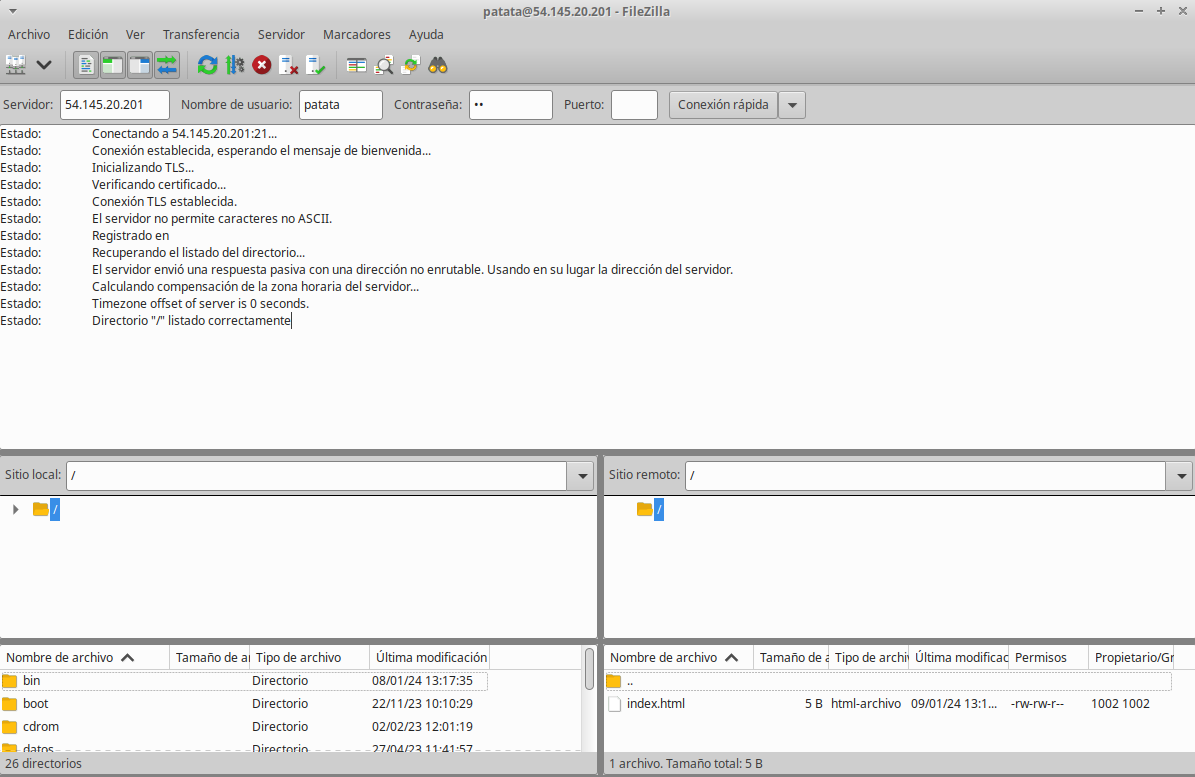 patata@54.145.20.201 - FileZilla
Archivo Edición Ver Transferencia Servidor Marcadores Ayuda
Servidor: 54.145.20.201 Nombre de usuario: patata Contraseña: •• Puerto: Conexión rápida
Estado: Conectando a 54.145.20.201:21...
Estado: Conexión establecida, esperando el mensaje de bienvenida...
Estado: Inicializando TLS...
Estado: Verificando certificado...
Estado: Conexión TLS establecida.
Estado: El servidor no permite caracteres no ASCII.
Estado: Registrado en
Estado: Recuperando el listado del directorio...
Estado: El servidor envió una respuesta pasiva con una dirección no enrutable. Usando en su lugar la dirección del servidor.
Estado: Calculando compensación de la zona horaria del servidor...
Estado: Timezone offset of server is 0 seconds.
Estado: Directorio "/" listado correctamente
Sitio local: /
/
Nombre de archivo Tamaño de ar Tipo de archivo Última modificación
bin Directorio 08/01/24 13:17:35
boot Directorio 22/11/23 10:10:29
cdrom Directorio 02/02/23 12:01:19
datos Directorio 27/04/23 11:41:57
26 directorios
Sitio remoto: /
/
Nombre de archivo Tamaño de a Tipo de archiv Última modificac Permisos Propietario/Gr
..
index.html 5 B html-archivo 09/01/24 13:1... -rw-rw-r-- 1002 1002
1 archivo. Tamaño total: 5 B